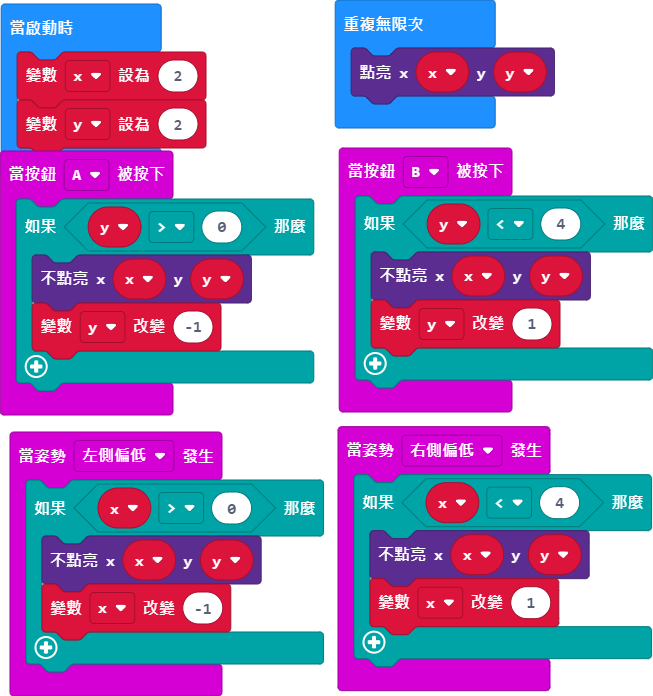 當啟動時
變數 x 設為 2
變數 y 設為 2
重複無限次
點亮 x x y y
當按鈕 A 被按下
如果 y > 0 那麼
不點亮 x x y y
變數 y 改變 -1
當按鈕 B 被按下
如果 y < 4 那麼
不點亮 x x y y
變數 y 改變 1
當姿勢 左側偏低 發生
如果 x > 0 那麼
不點亮 x x y y
變數 x 改變 -1
當姿勢 右側偏低 發生
如果 x < 4 那麼
不點亮 x x y y
變數 x 改變 1